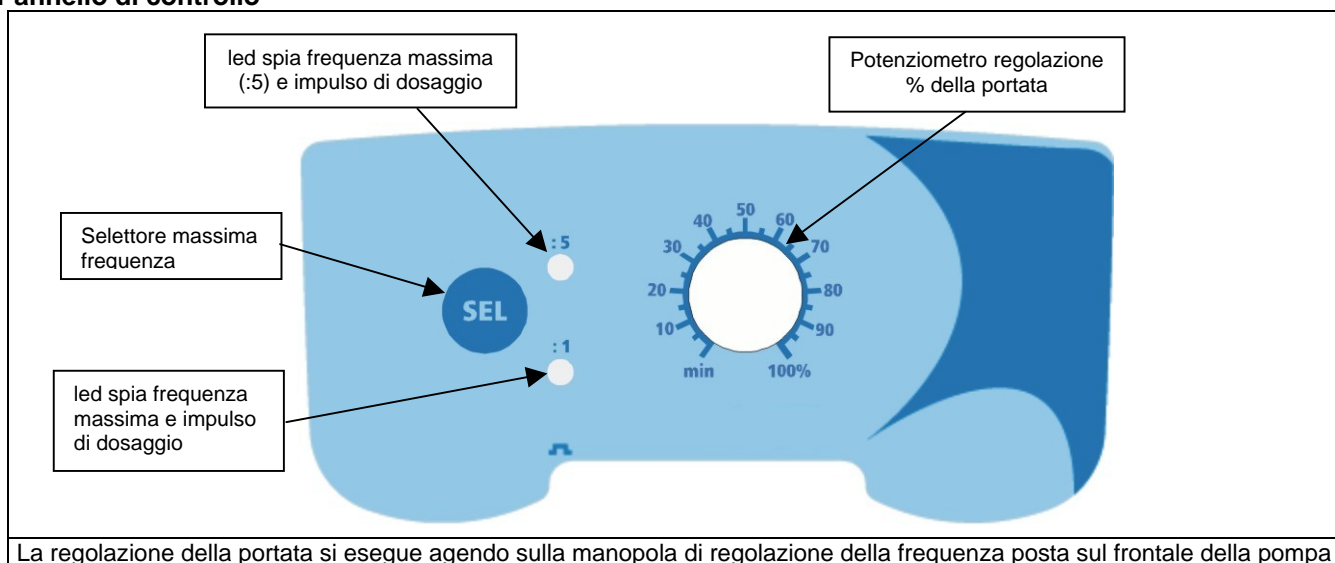 Pannello di controllo
led spia frequenza massima
(:5) e impulso di dosaggio
Potenziometro regolazione
% della portata
Selettore massima
frequenza
SEL
: 5
: 1
led spia frequenza
massima e impulso
di dosaggio
min
10
20
30
40
50
60
70
80
90
100%
La regolazione della portata si esegue agendo sulla manopola di regolazione della frequenza posta sul frontale della pompa